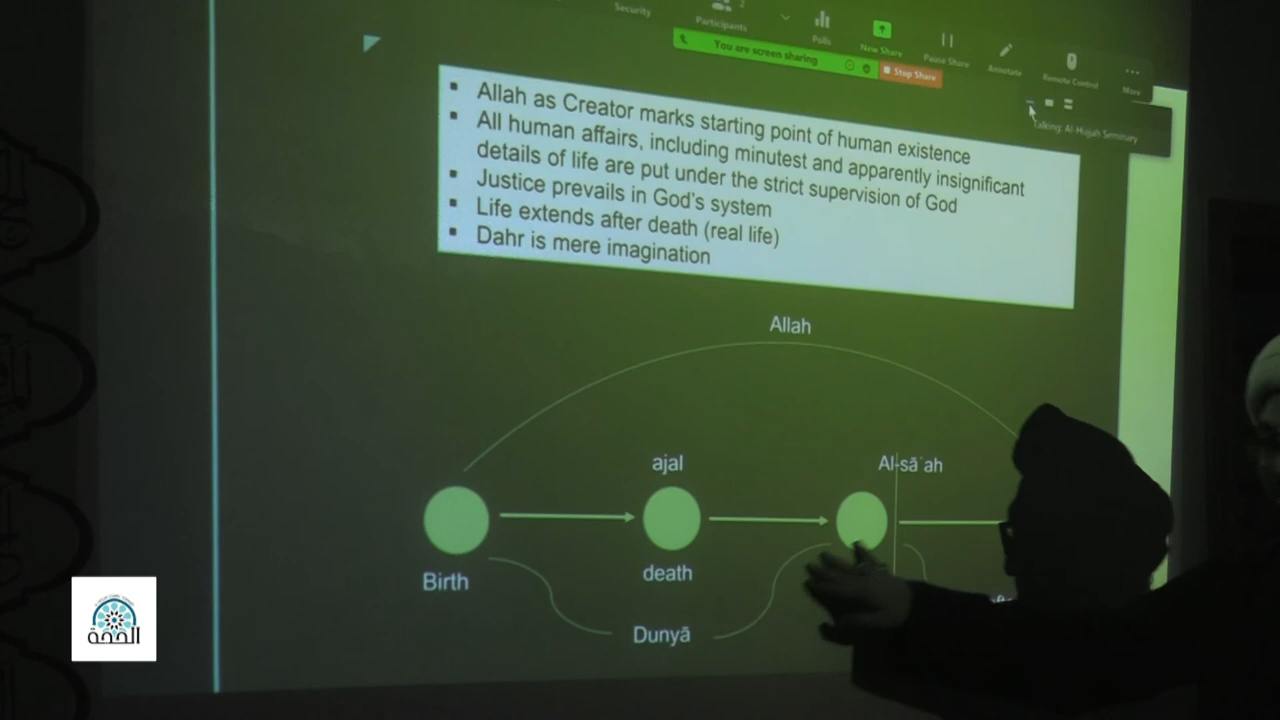 Security
Participants
2
Polls
New Share
Pause Share
Annotate
Remote Control
More
You are screen sharing
Stop Share
Talking: Al-Hujjah Seminary
▪ Allah as Creator marks starting point of human existence
▪ All human affairs, including minutest and apparently insignificant
details of life are put under the strict supervision of God
▪ Justice prevails in God's system
▪ Life extends after death (real life)
▪ Dahr is mere imagination
Allah
ajal
Al-sāʿah
Birth
death
Dunyā
الحجة